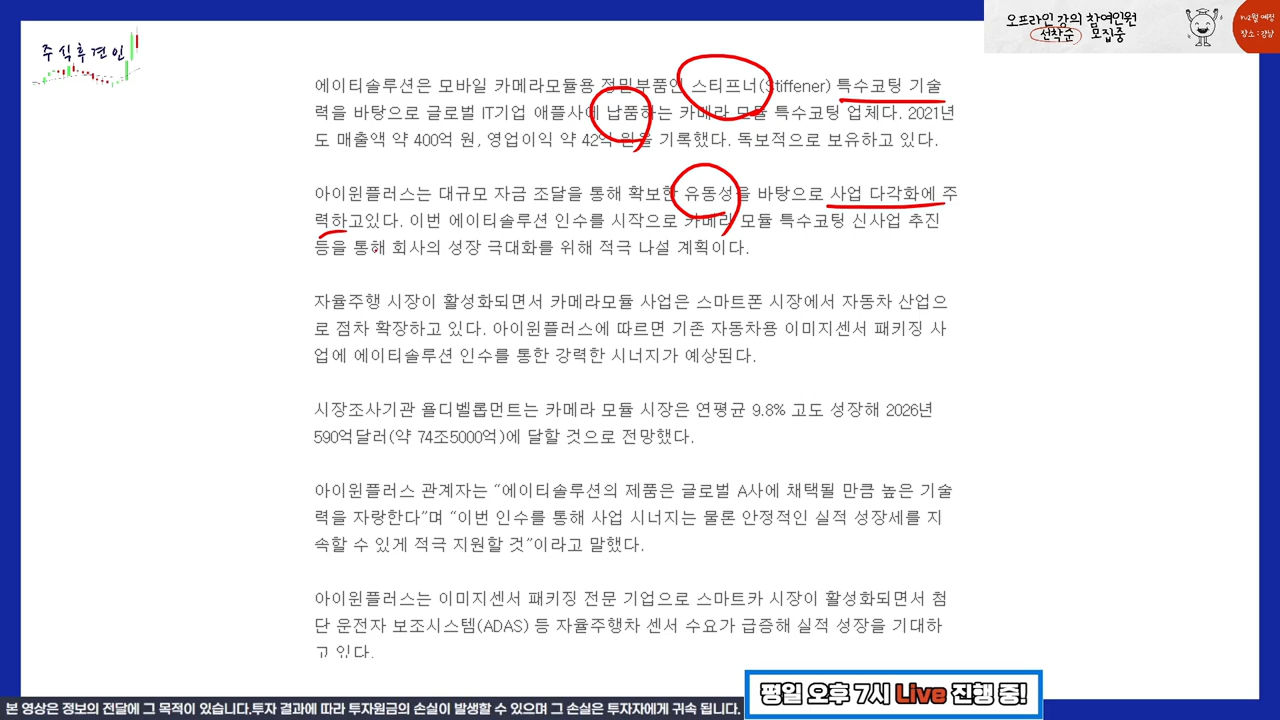 오프라인 강의 참여인원
선착순 모집중
12월 예정
장소 : 강남
주식후견인
에이티솔루션은 모바일 카메라모듈용 정밀부품인 스티프너(Stiffener) 특수코팅 기술
력을 바탕으로 글로벌 IT기업 애플사에 납품하는 카메라 모듈 특수코팅 업체다. 2021년
도 매출액 약 400억 원, 영업이익 약 42억 원을 기록했다. 독보적으로 보유하고 있다.
아이윈플러스는 대규모 자금 조달을 통해 확보한 유동성을 바탕으로 사업 다각화에 주
력하고있다. 이번 에이티솔루션 인수를 시작으로 카메라 모듈 특수코팅 신사업 추진
등을 통해 회사의 성장 극대화를 위해 적극 나설 계획이다.
자율주행 시장이 활성화되면서 카메라모듈 사업은 스마트폰 시장에서 자동차 산업으
로 점차 확장하고 있다. 아이윈플러스에 따르면 기존 자동차용 이미지센서 패키징 사
업에 에이티솔루션 인수를 통한 강력한 시너지가 예상된다.
시장조사기관 욜디벨롭먼트는 카메라 모듈 시장은 연평균 9.8% 고도 성장해 2026년
590억달러(약 74조5000억)에 달할 것으로 전망했다.
아이윈플러스 관계자는 “에이티솔루션의 제품은 글로벌 A사에 채택될 만큼 높은 기술
력을 자랑한다”며 “이번 인수를 통해 사업 시너지는 물론 안정적인 실적 성장세를 지
속할 수 있게 적극 지원할 것”이라고 말했다.
아이윈플러스는 이미지센서 패키징 전문 기업으로 스마트카 시장이 활성화되면서 첨
단 운전자 보조시스템(ADAS) 등 자율주행차 센서 수요가 급증해 실적 성장을 기대하
고 있다.
평일 오후 7시 Live 진행 중!
본 영상은 정보의 전달에 그 목적이 있습니다.투자 결과에 따라 투자원금의 손실이 발생할 수 있으며 그 손실은 투자자에게 귀속 됩니다.